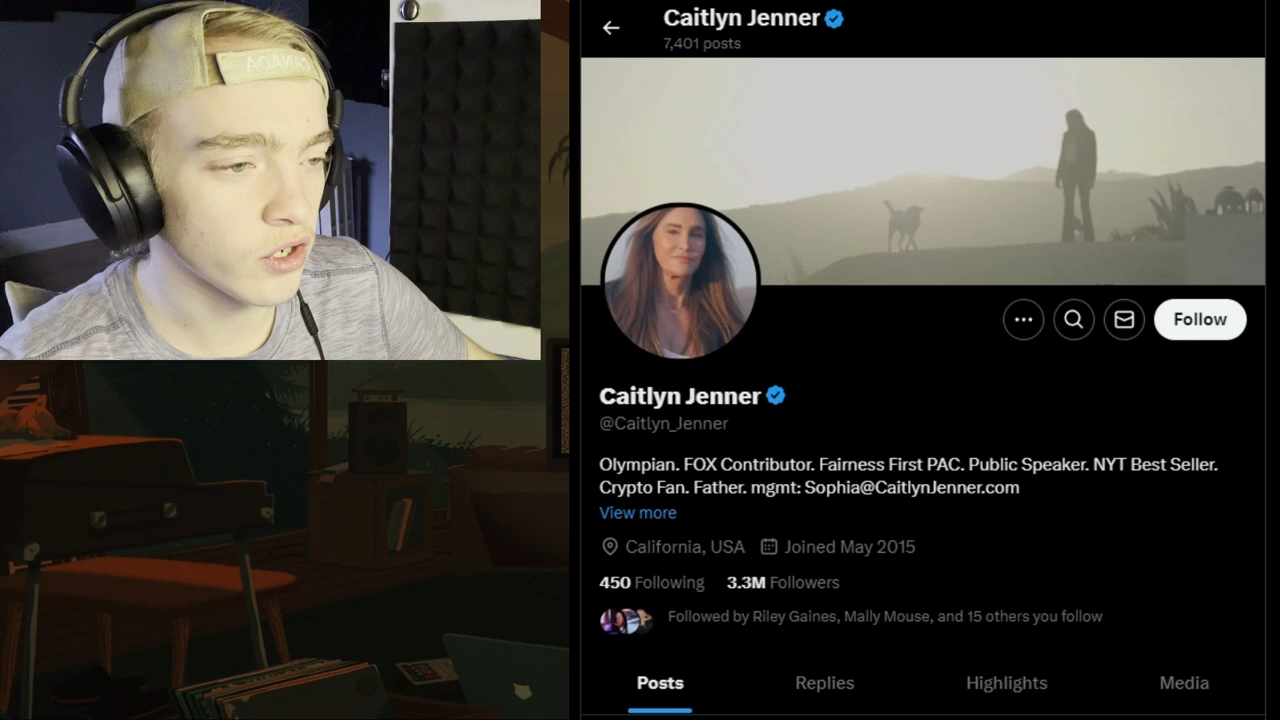 CANADA
Caitlyn Jenner
7,401 posts
Follow
Caitlyn Jenner
@Caitlyn_Jenner
Olympian. FOX Contributor. Fairness First PAC. Public Speaker. NYT Best Seller.
Crypto Fan. Father. mgmt: Sophia@CaitlynJenner.com
View more
California, USA Joined May 2015
450 Following 3.3M Followers
Followed by Riley Gaines, Mally Mouse, and 15 others you follow
Posts Replies Highlights Media